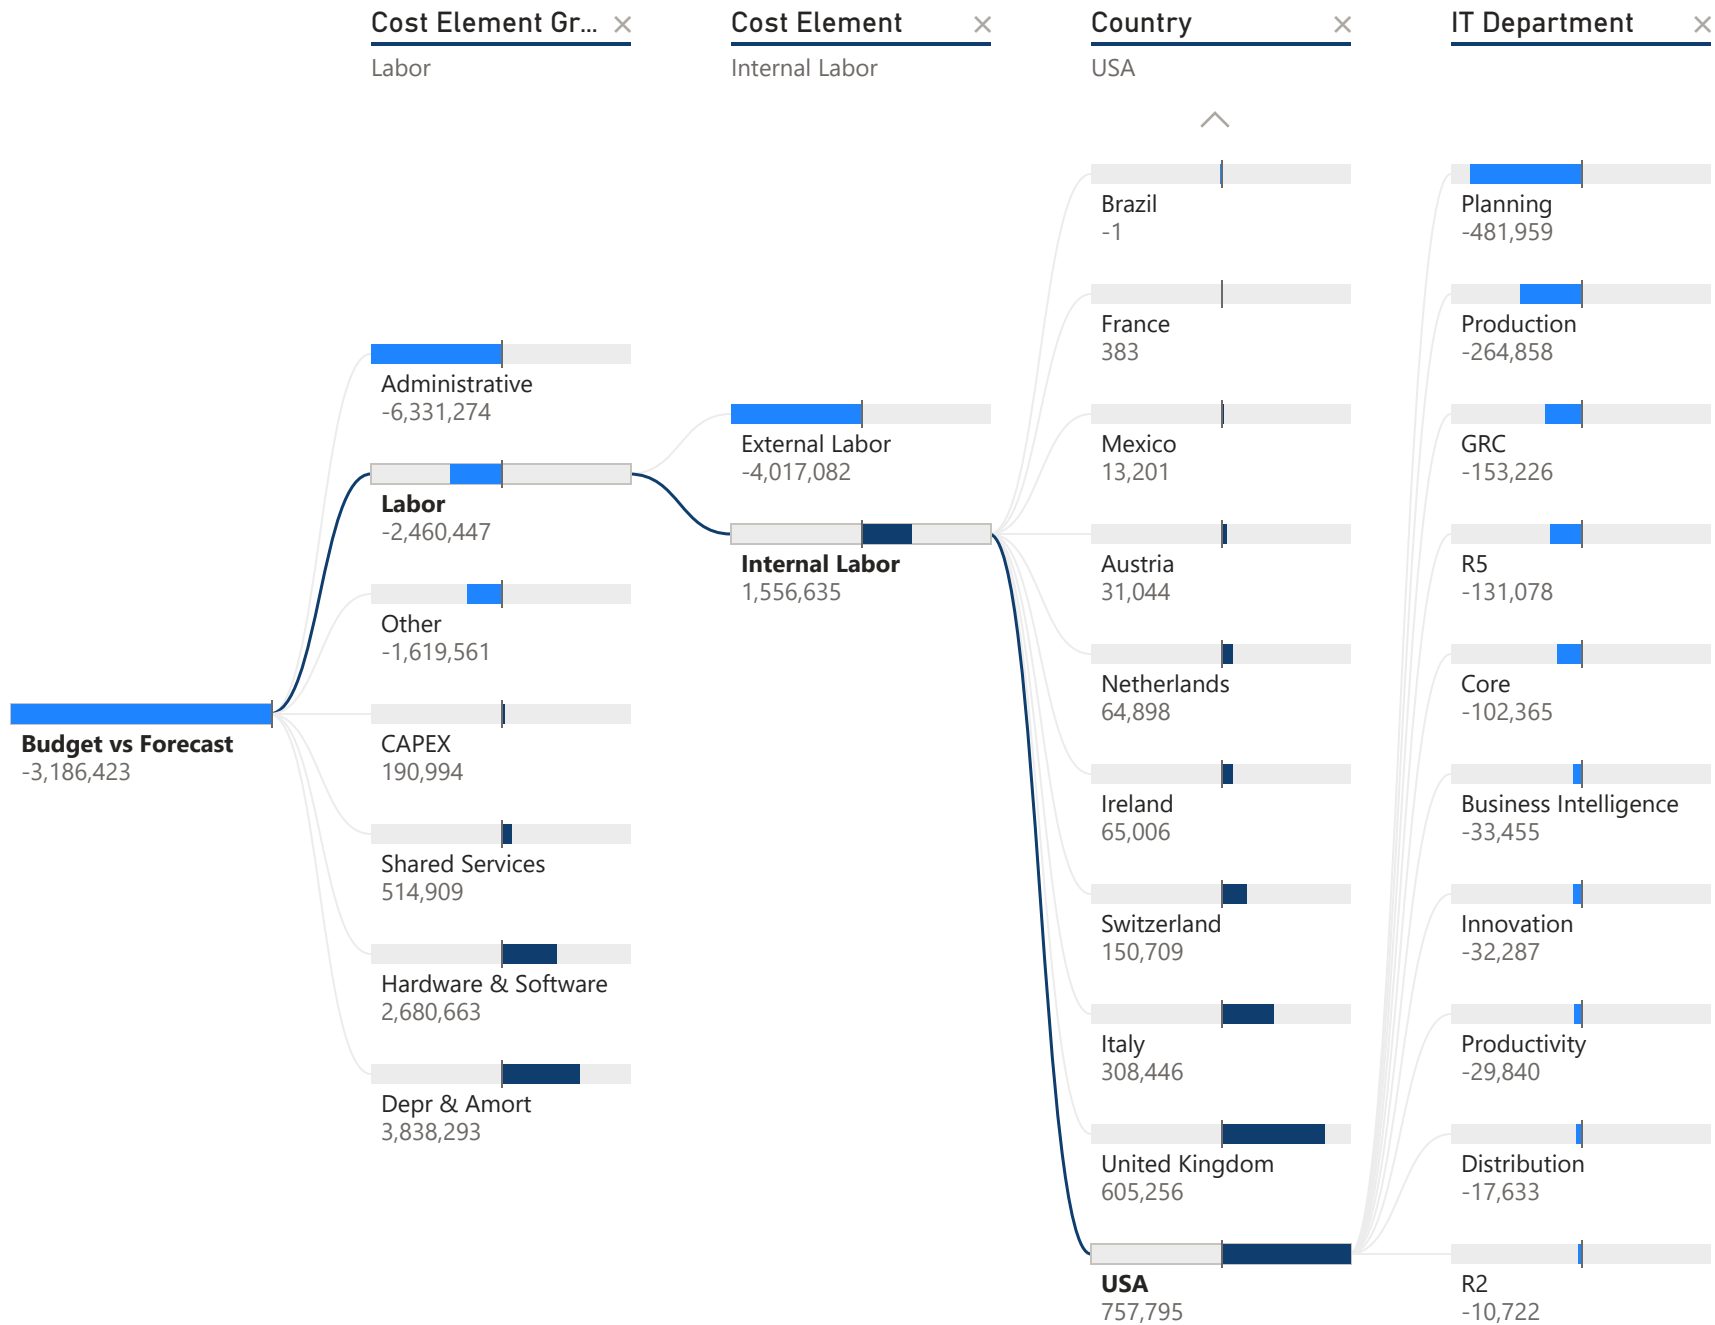 Cost Element Gr...
Labor
Cost Element
Internal Labor
Country
USA
IT Department
Budget vs Forecast
-3,186,423
Administrative
-6,331,274
Labor
-2,460,447
Other
-1,619,561
CAPEX
190,994
Shared Services
514,909
Hardware & Software
2,680,663
Depr & Amort
3,838,293
External Labor
-4,017,082
Internal Labor
1,556,635
Brazil
-1
France
383
Mexico
13,201
Austria
31,044
Netherlands
64,898
Ireland
65,006
Switzerland
150,709
Italy
308,446
United Kingdom
605,256
USA
757,795
Planning
-481,959
Production
-264,858
GRC
-153,226
R5
-131,078
Core
-102,365
Business Intelligence
-33,455
Innovation
-32,287
Productivity
-29,840
Distribution
-17,633
R2
-10,722